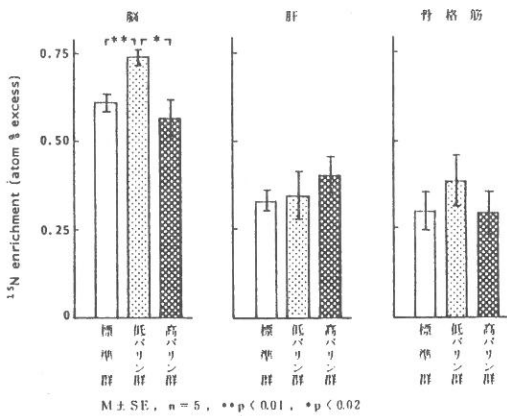 脳
肝
骨格筋
** *
0.75
0.50
0.25
0
¹⁵N enrichment (atom % excess)
標準群
低バリン群
高バリン群
標準群
低バリン群
高バリン群
標準群
低バリン群
高バリン群
M±SE, n=5, **p<0.01, *p<0.02